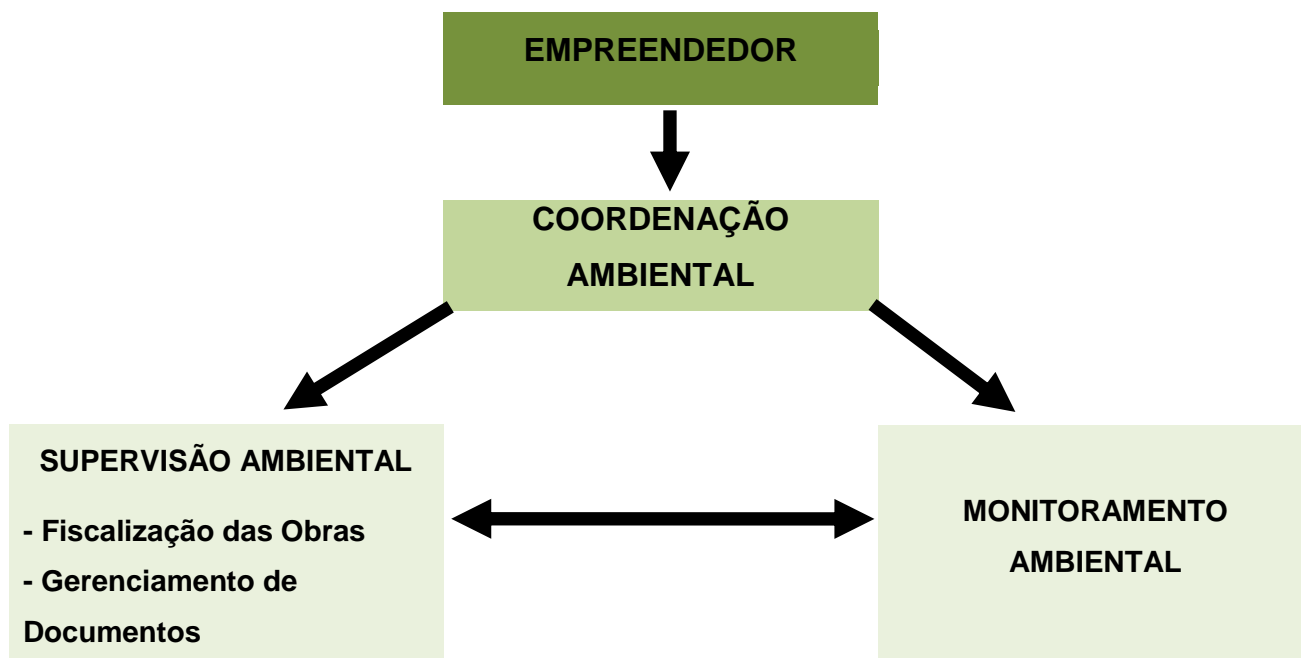 EMPREENDEDOR
COORDENAÇÃO
AMBIENTAL
SUPERVISÃO AMBIENTAL
- Fiscalização das Obras
- Gerenciamento de
Documentos
MONITORAMENTO
AMBIENTAL